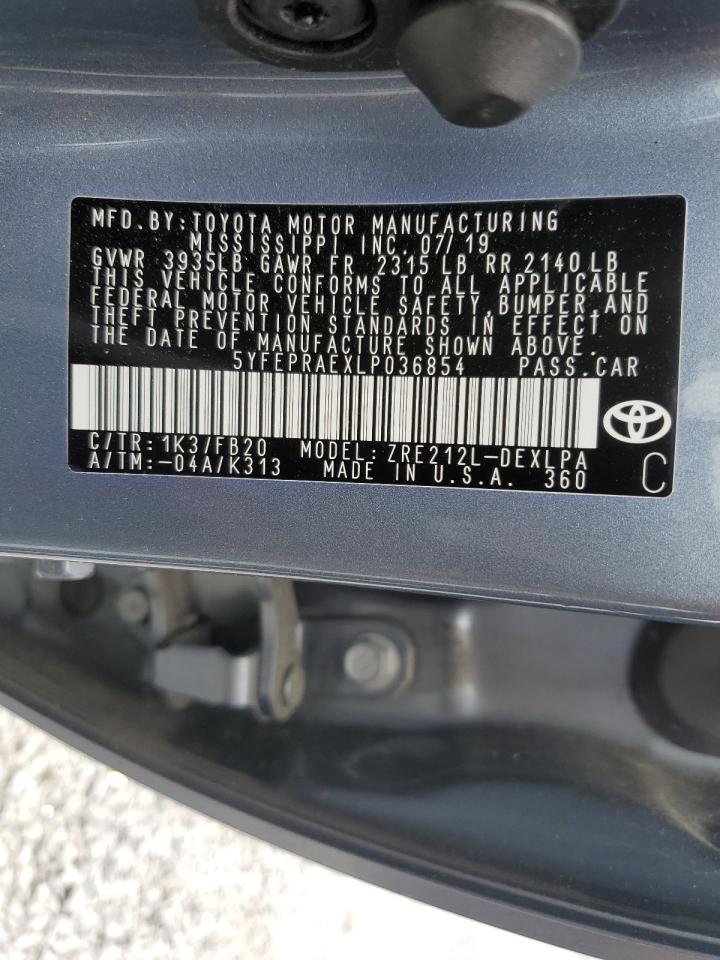 MFD. BY: TOYOTA MOTOR MANUFACTURING
MISSISSIPPI INC. 07/19
GVWR 3935LB GAWR FR 2315 LB RR 2140LB
THIS VEHICLE CONFORMS TO ALL APPLICABLE
FEDERAL MOTOR VEHICLE SAFETY, BUMPER, AND
THEFT PREVENTION STANDARDS IN EFFECT ON
THE DATE OF MANUFACTURE SHOWN ABOVE.
5YFEPRAEXLP036854 PASS. CAR
C/TR: 1K3/FB20 MODEL: ZRE212L-DEXLPA
A/TM: -04A/K313 MADE IN U.S.A. 360 C